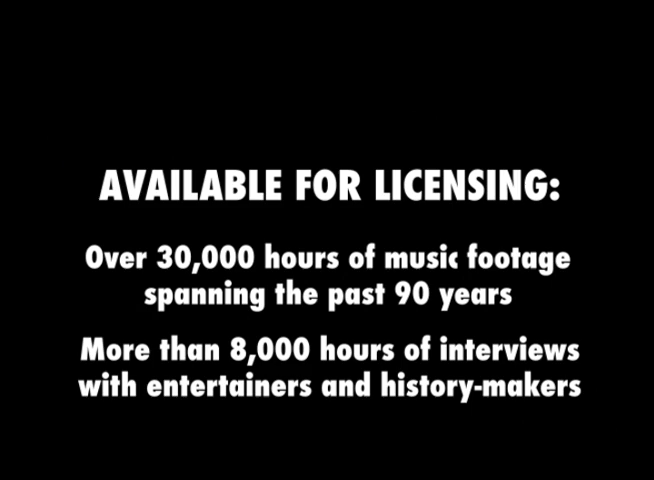 AVAILABLE FOR LICENSING:
Over 30,000 hours of music footage
spanning the past 90 years
More than 8,000 hours of interviews
with entertainers and history-makers